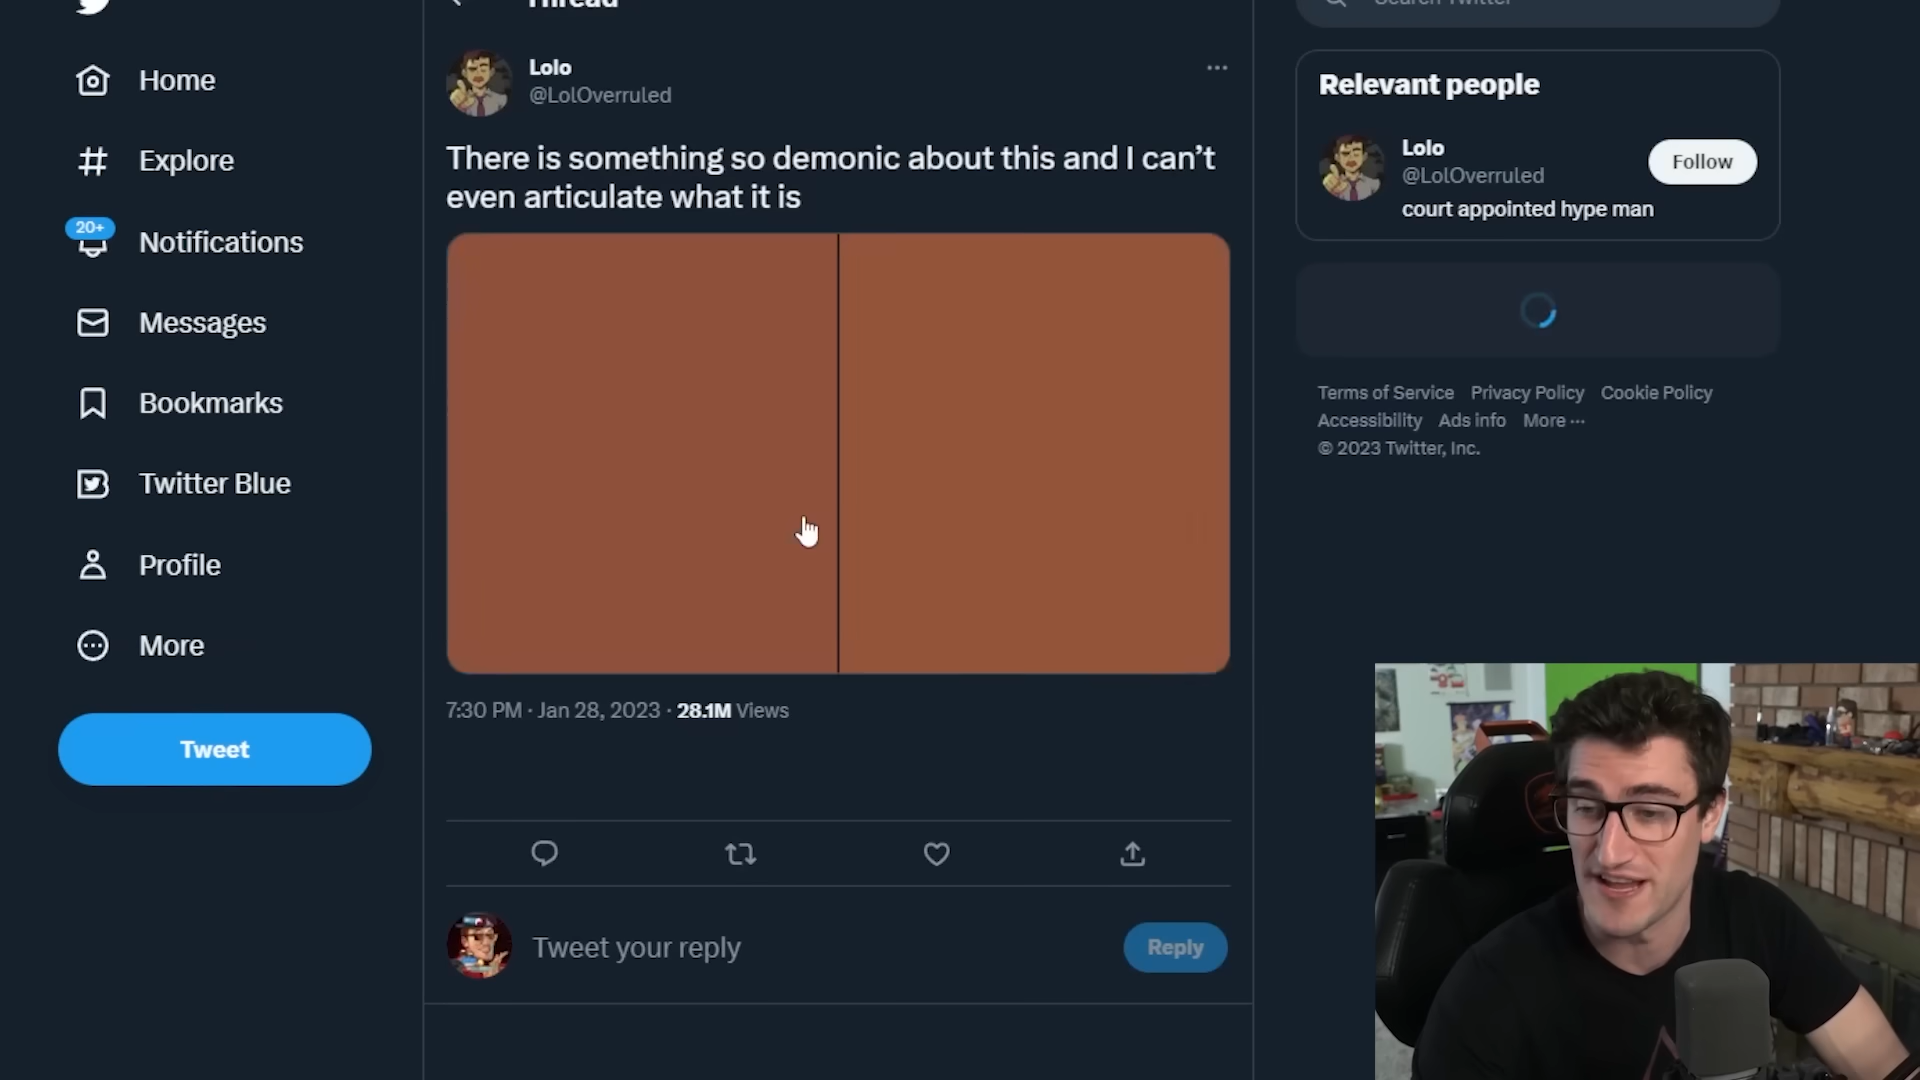 Thread
Search Twitter
Home
Explore
20+
Notifications
Messages
Bookmarks
Twitter Blue
Profile
More
Tweet
Lolo
@LolOverruled
There is something so demonic about this and I can’t
even articulate what it is
7:30 PM · Jan 28, 2023 · 28.1M Views
Tweet your reply
Reply
Relevant people
Lolo
@LolOverruled
Follow
court appointed hype man
Terms of Service Privacy Policy Cookie Policy
Accessibility Ads info More ···
© 2023 Twitter, Inc.